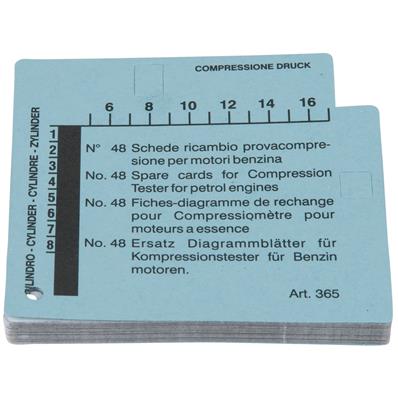 COMPRESSIONE DRUCK
6 8 10 12 14 16
CILINDRO - CYLINDER - CYLINDRE - ZYLINDER
1
2
3
4
5
6
7
8
N° 48 Schede ricambio provacompre-
sione per motori benzina
No. 48 Spare cards for Compression
Tester for petrol engines
No. 48 Fiches-diagramme de rechange
pour Compressiomètre pour
moteurs a essence
No. 48 Ersatz Diagrammblätter für
Kompressionstester für Benzin
motoren.
Art. 365